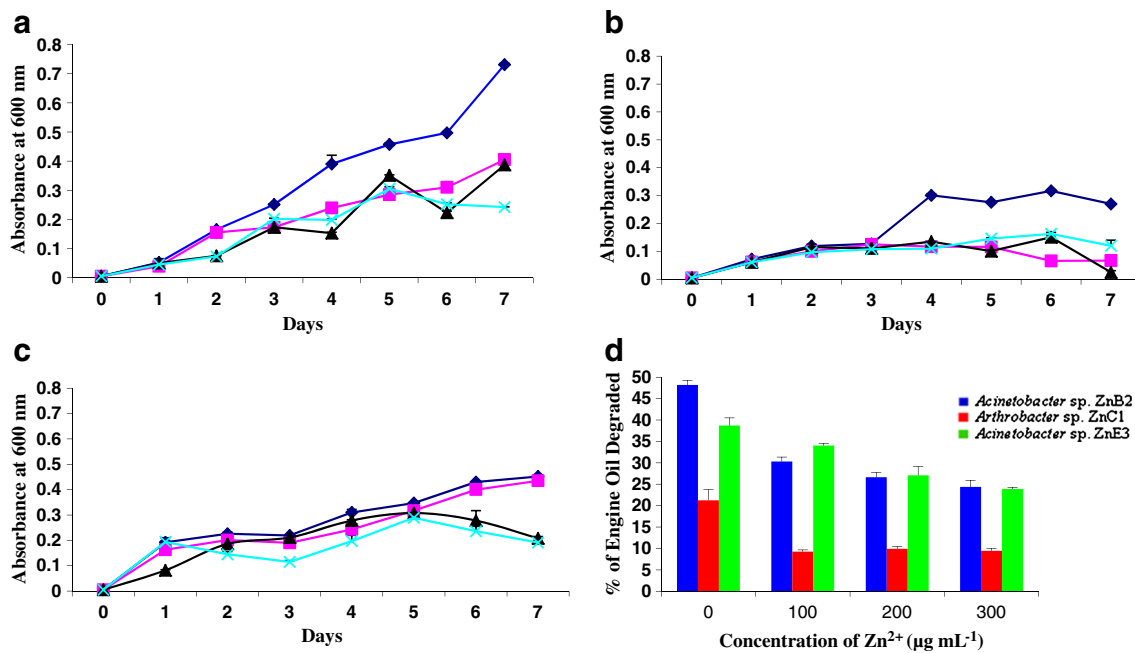 a
0.8
0.7
0.6
0.5
0.4
0.3
0.2
0.1
0
Absorbance at 600 nm
0 1 2 3 4 5 6 7
Days
b
0.8
0.7
0.6
0.5
0.4
0.3
0.2
0.1
0
Absorbance at 600 nm
0 1 2 3 4 5 6 7
Days
c
0.8
0.7
0.6
0.5
0.4
0.3
0.2
0.1
0
Absorbance at 600 nm
0 1 2 3 4 5 6 7
Days
d
50
45
40
35
30
25
20
15
10
5
0
% of Engine Oil Degraded
Acinetobacter sp. ZnB2
Arthrobacter sp. ZnC1
Acinetobacter sp. ZnE3
0 100 200 300
Concentration of Zn²⁺ (µg mL⁻¹)